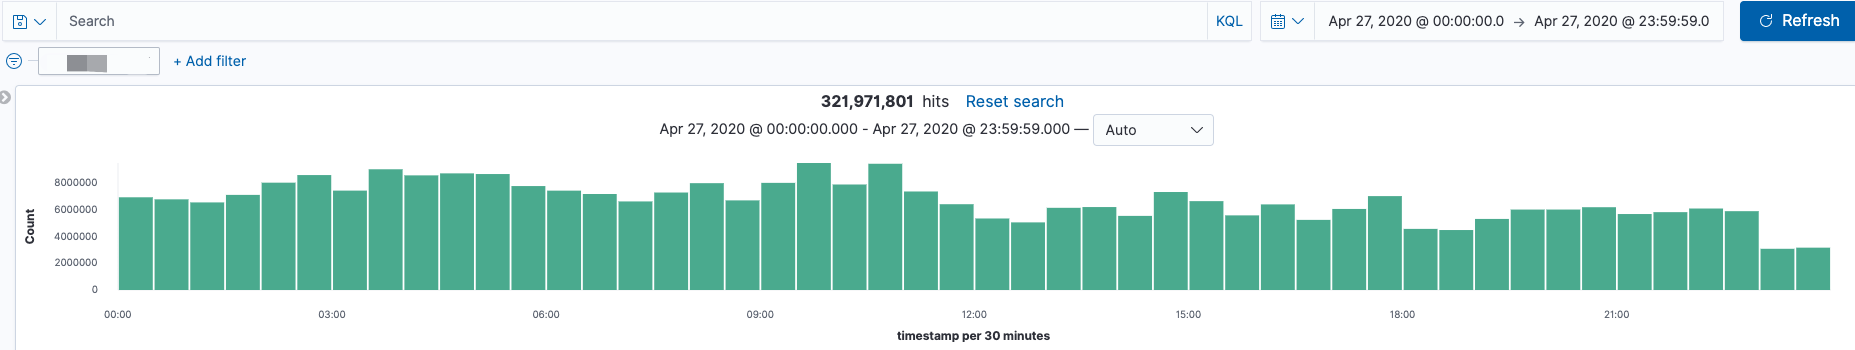 Search KQL Apr 27, 2020 @ 00:00:00.0 → Apr 27, 2020 @ 23:59:59.0 Refresh
+ Add filter
321,971,801 hits Reset search
Apr 27, 2020 @ 00:00:00.000 - Apr 27, 2020 @ 23:59:59.000 — Auto
Count
8000000
6000000
4000000
2000000
0
00:00 03:00 06:00 09:00 12:00 15:00 18:00 21:00
timestamp per 30 minutes